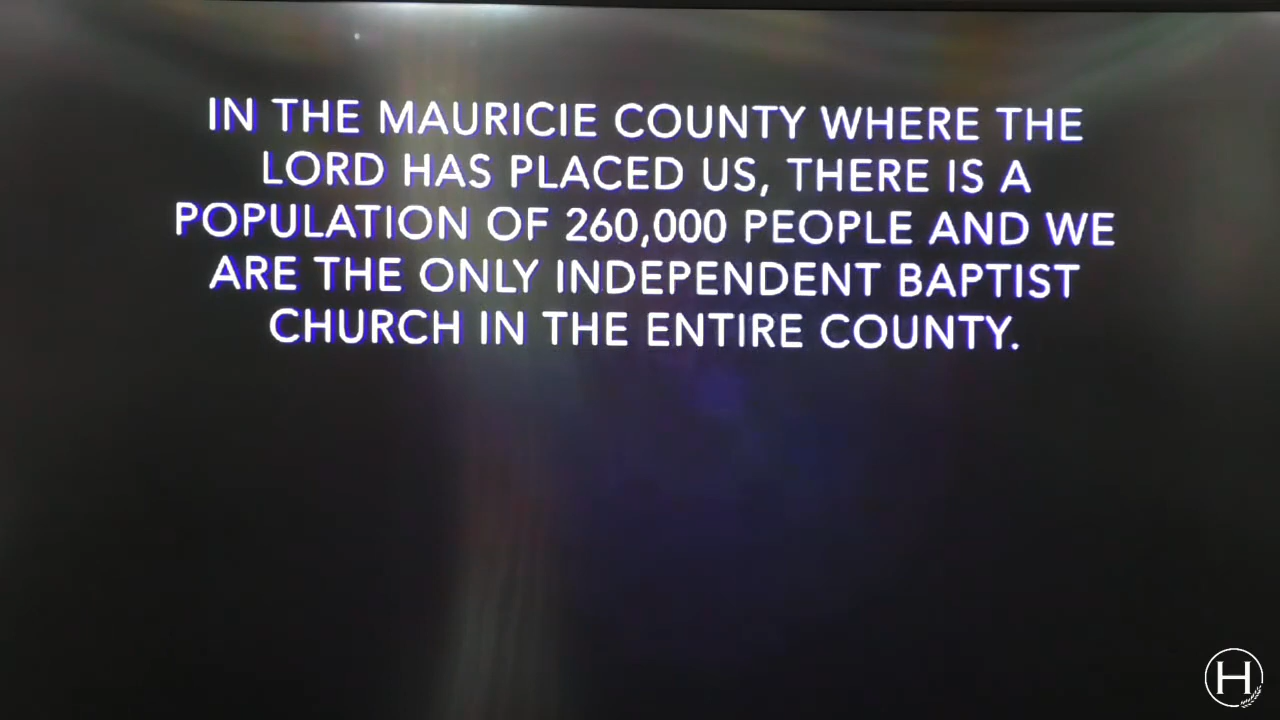 IN THE MAURICIE COUNTY WHERE THE
LORD HAS PLACED US, THERE IS A
POPULATION OF 260,000 PEOPLE AND WE
ARE THE ONLY INDEPENDENT BAPTIST
CHURCH IN THE ENTIRE COUNTY.
H